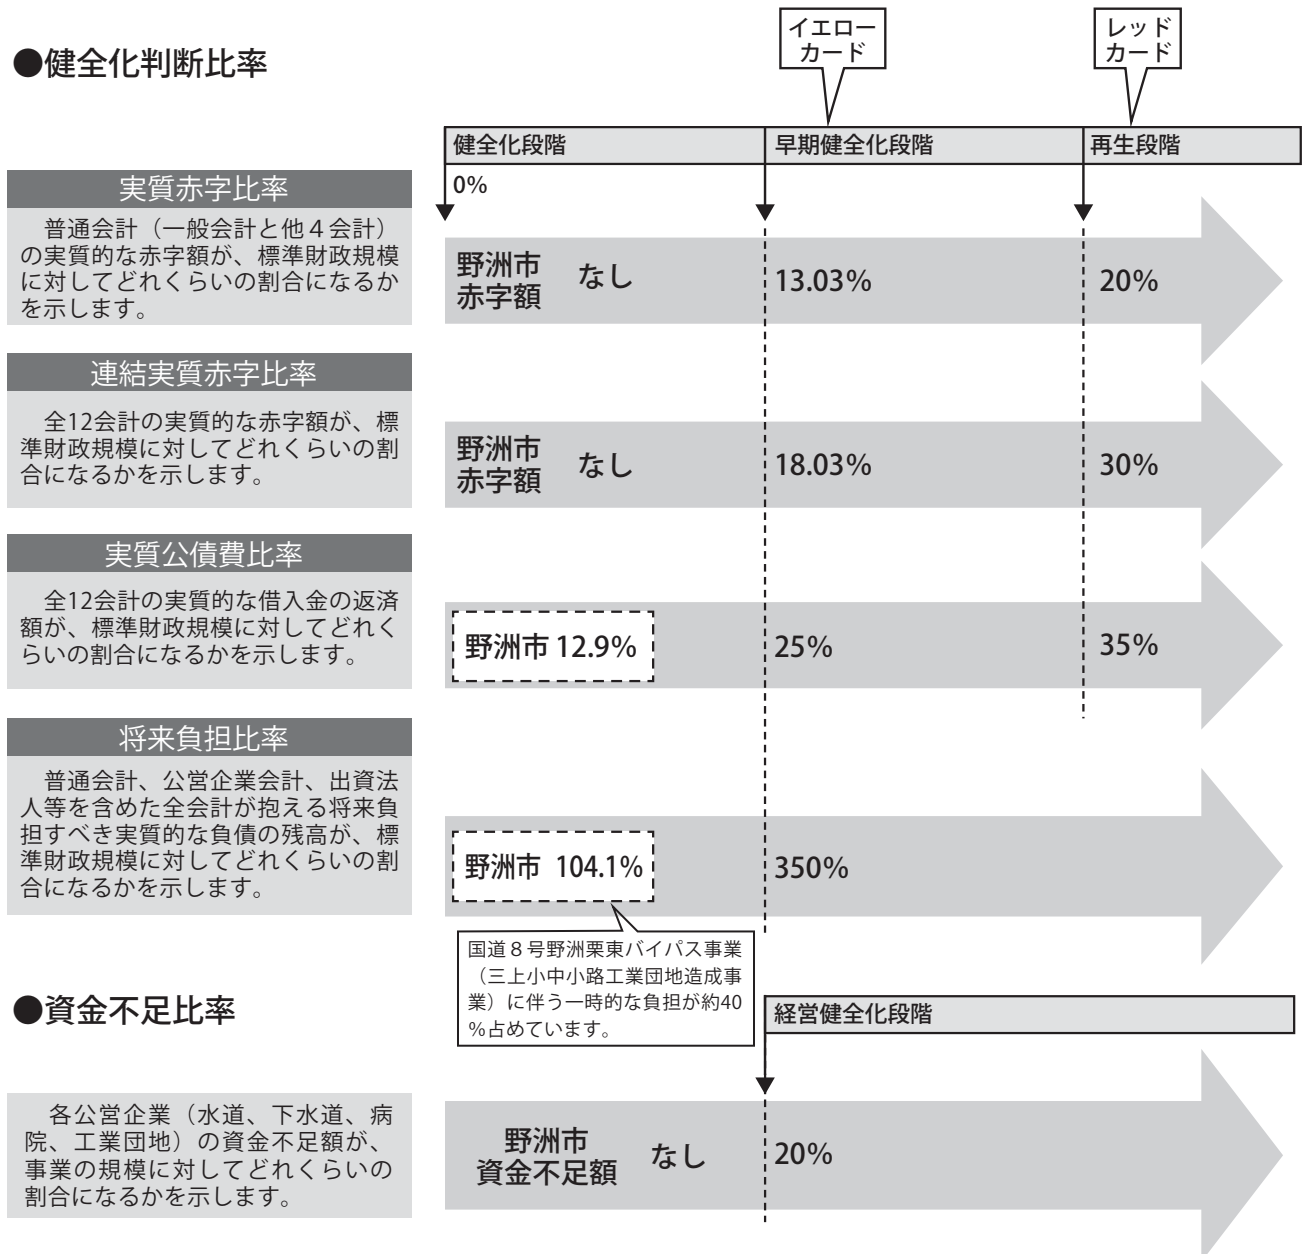 ●健全化判断比率
イエロー
カード
レッド
カード
健全化段階
早期健全化段階
再生段階
0%
実質赤字比率
普通会計（一般会計と他４会計）
の実質的な赤字額が、標準財政規模
に対してどれくらいの割合になるか
を示します。
野洲市
赤字額
なし
13.03%
20%
連結実質赤字比率
全12会計の実質的な赤字額が、標
準財政規模に対してどれくらいの割
合になるかを示します。
野洲市
赤字額
なし
18.03%
30%
実質公債費比率
全12会計の実質的な借入金の返済
額が、標準財政規模に対してどれく
らいの割合になるかを示します。
野洲市 12.9%
25%
35%
将来負担比率
普通会計、公営企業会計、出資法
人等を含めた全会計が抱える将来負
担すべき実質的な負債の残高が、標
準財政規模に対してどれくらいの割
合になるかを示します。
野洲市 104.1%
350%
国道８号野洲栗東バイパス事業
（三上小中小路工業団地造成事
業）に伴う一時的な負担が約40
％占めています。
●資金不足比率
経営健全化段階
各公営企業（水道、下水道、病
院、工業団地）の資金不足額が、
事業の規模に対してどれくらいの
割合になるかを示します。
野洲市
資金不足額
なし
20%